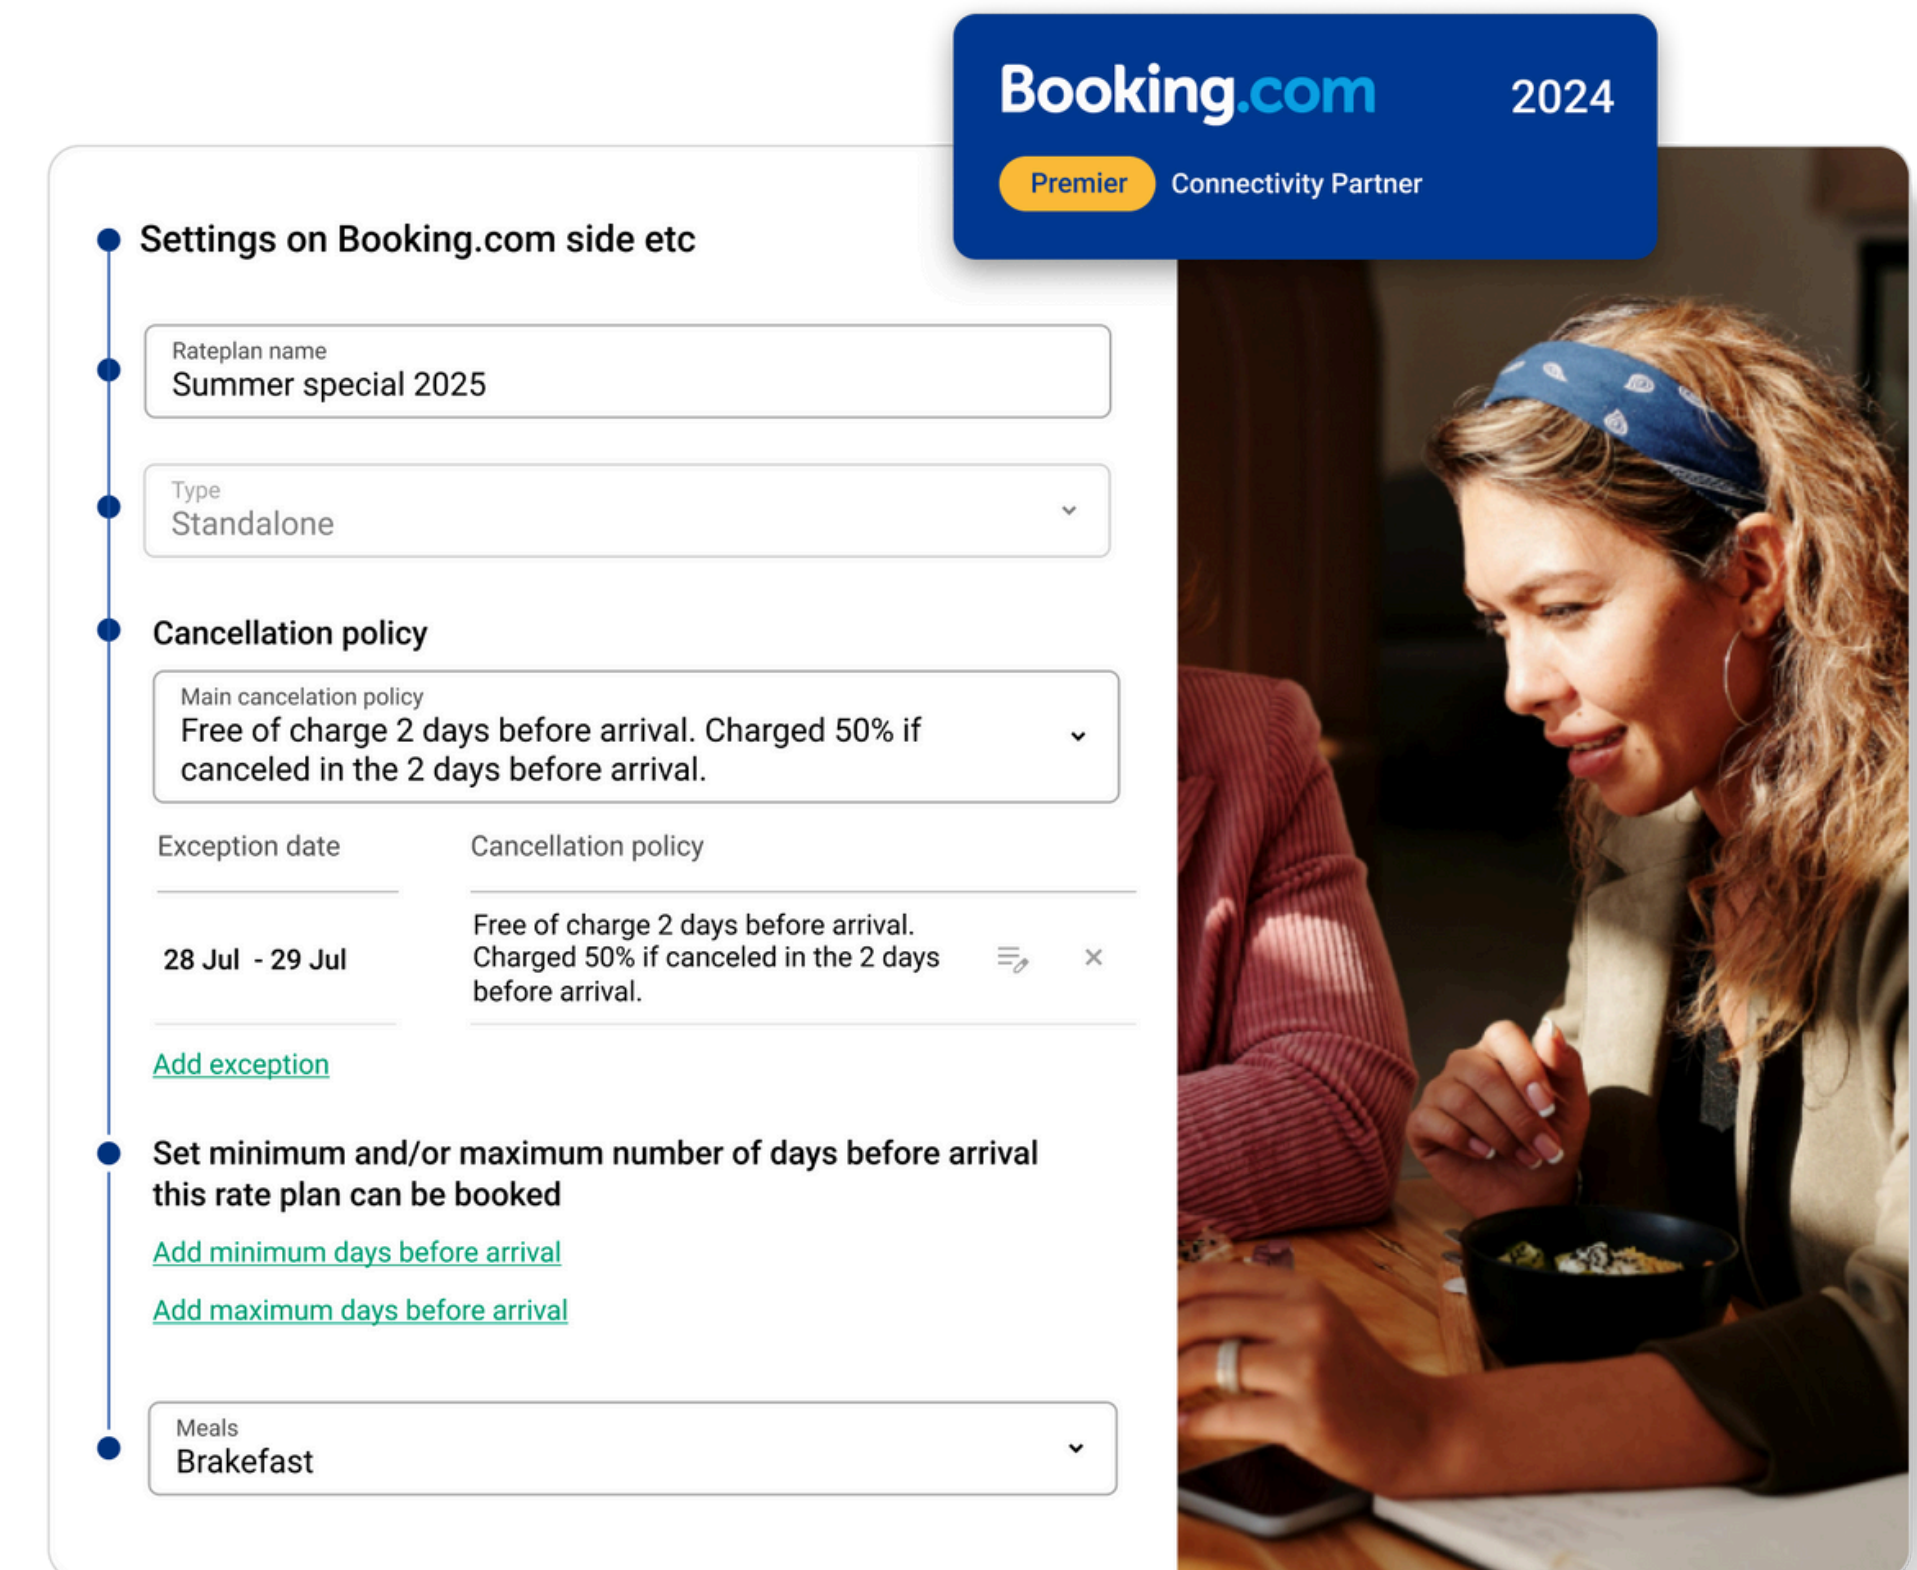 Booking.com
2024
Premier
Connectivity Partner
Settings on Booking.com side etc
Rateplan name
Summer special 2025
Type
Standalone
Cancellation policy
Main cancelation policy
Free of charge 2 days before arrival. Charged 50% if
canceled in the 2 days before arrival.
Exception date
Cancellation policy
28 Jul - 29 Jul
Free of charge 2 days before arrival.
Charged 50% if canceled in the 2 days
before arrival.
Add exception
Set minimum and/or maximum number of days before arrival
this rate plan can be booked
Add minimum days before arrival
Add maximum days before arrival
Meals
Brakefast